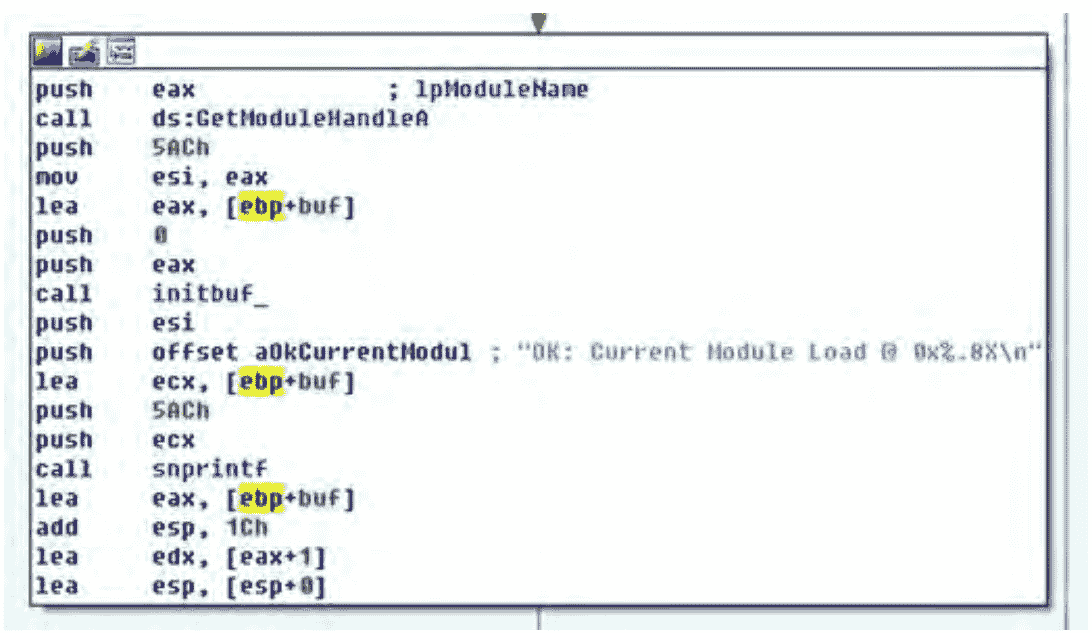 push eax ; lpModuleName
call ds:GetModuleHandleA
push 5ACh
mov esi, eax
lea eax, [ebp+buf]
push 0
push eax
call initbuf_
push esi
push offset aOkCurrentModul ; "OK: Current Module Load @ 0x%.8X\n"
lea ecx, [ebp+buf]
push 5ACh
push ecx
call snprintf
lea eax, [ebp+buf]
add esp, 1Ch
lea edx, [eax+1]
lea esp, [esp+0]